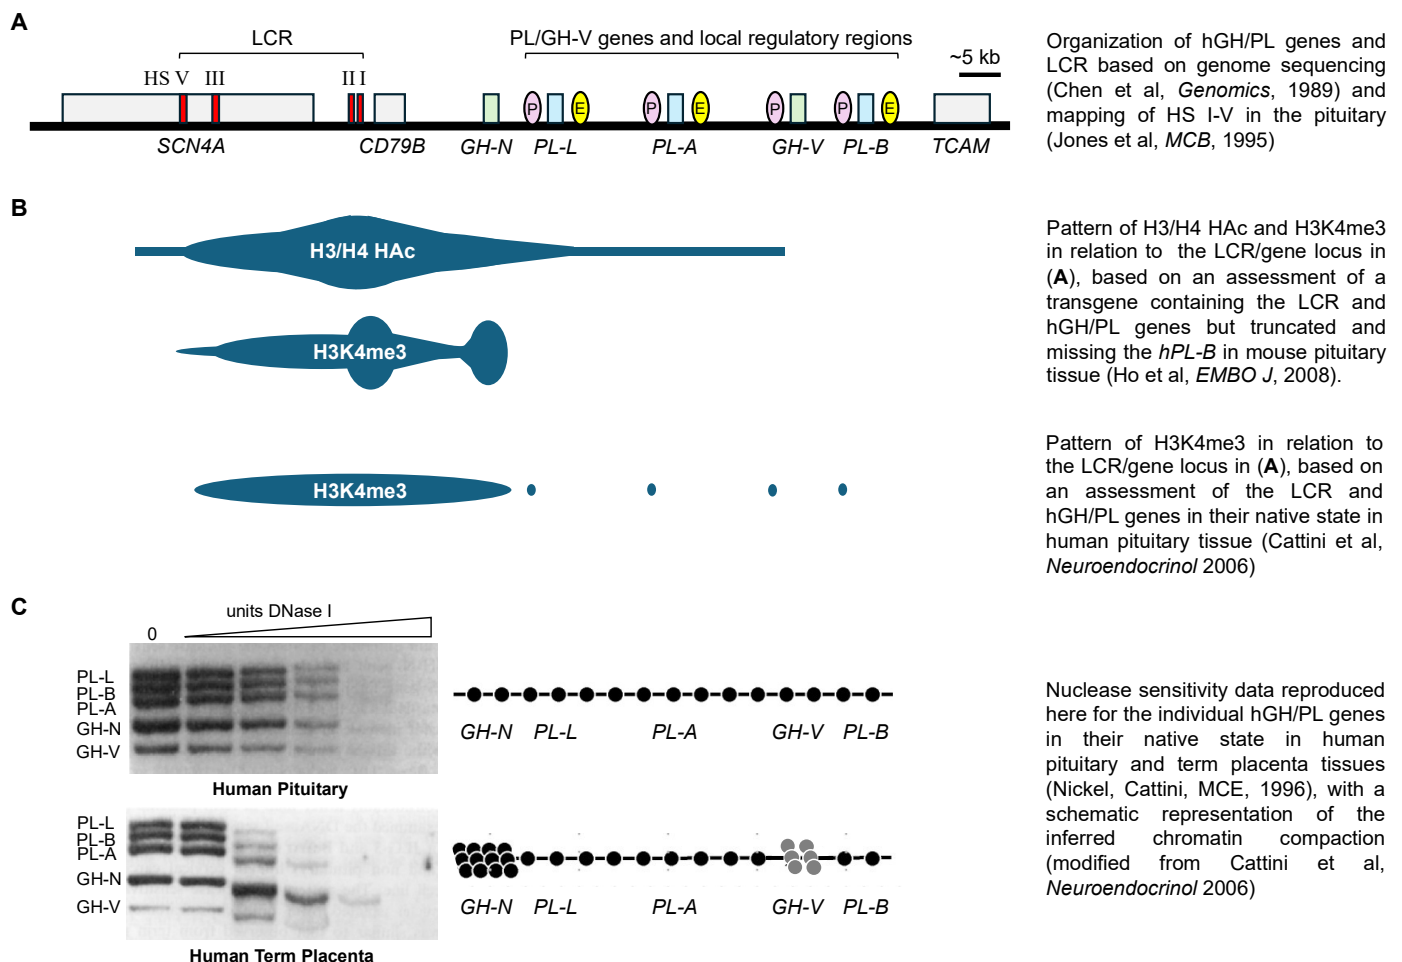 A
LCR
PL/GH-V genes and local regulatory regions
~5 kb
HS V III II I
P E P E P P E
SCN4A CD79B GH-N PL-L PL-A GH-V PL-B TCAM
Organization of hGH/PL genes and
LCR based on genome sequencing
(Chen et al, Genomics, 1989) and
mapping of HS I-V in the pituitary
(Jones et al, MCB, 1995)
B
H3/H4 HAc
H3K4me3
Pattern of H3/H4 HAc and H3K4me3
in relation to the LCR/gene locus in
(A), based on an assessment of a
transgene containing the LCR and
hGH/PL genes but truncated and
missing the hPL-B in mouse pituitary
tissue (Ho et al, EMBO J, 2008).
H3K4me3
Pattern of H3K4me3 in relation to
the LCR/gene locus in (A), based on
an assessment of the LCR and
hGH/PL genes in their native state in
human pituitary tissue (Cattini et al,
Neuroendocrinol 2006)
C
units DNase I
0
PL-L
PL-B
PL-A
GH-N
GH-V
Human Pituitary
GH-N PL-L PL-A GH-V PL-B
PL-L
PL-B
PL-A
GH-N
GH-V
Human Term Placenta
GH-N PL-L PL-A GH-V PL-B
Nuclease sensitivity data reproduced
here for the individual hGH/PL genes
in their native state in human
pituitary and term placenta tissues
(Nickel, Cattini, MCE, 1996), with a
schematic representation of the
inferred chromatin compaction
(modified from Cattini et al,
Neuroendocrinol 2006)